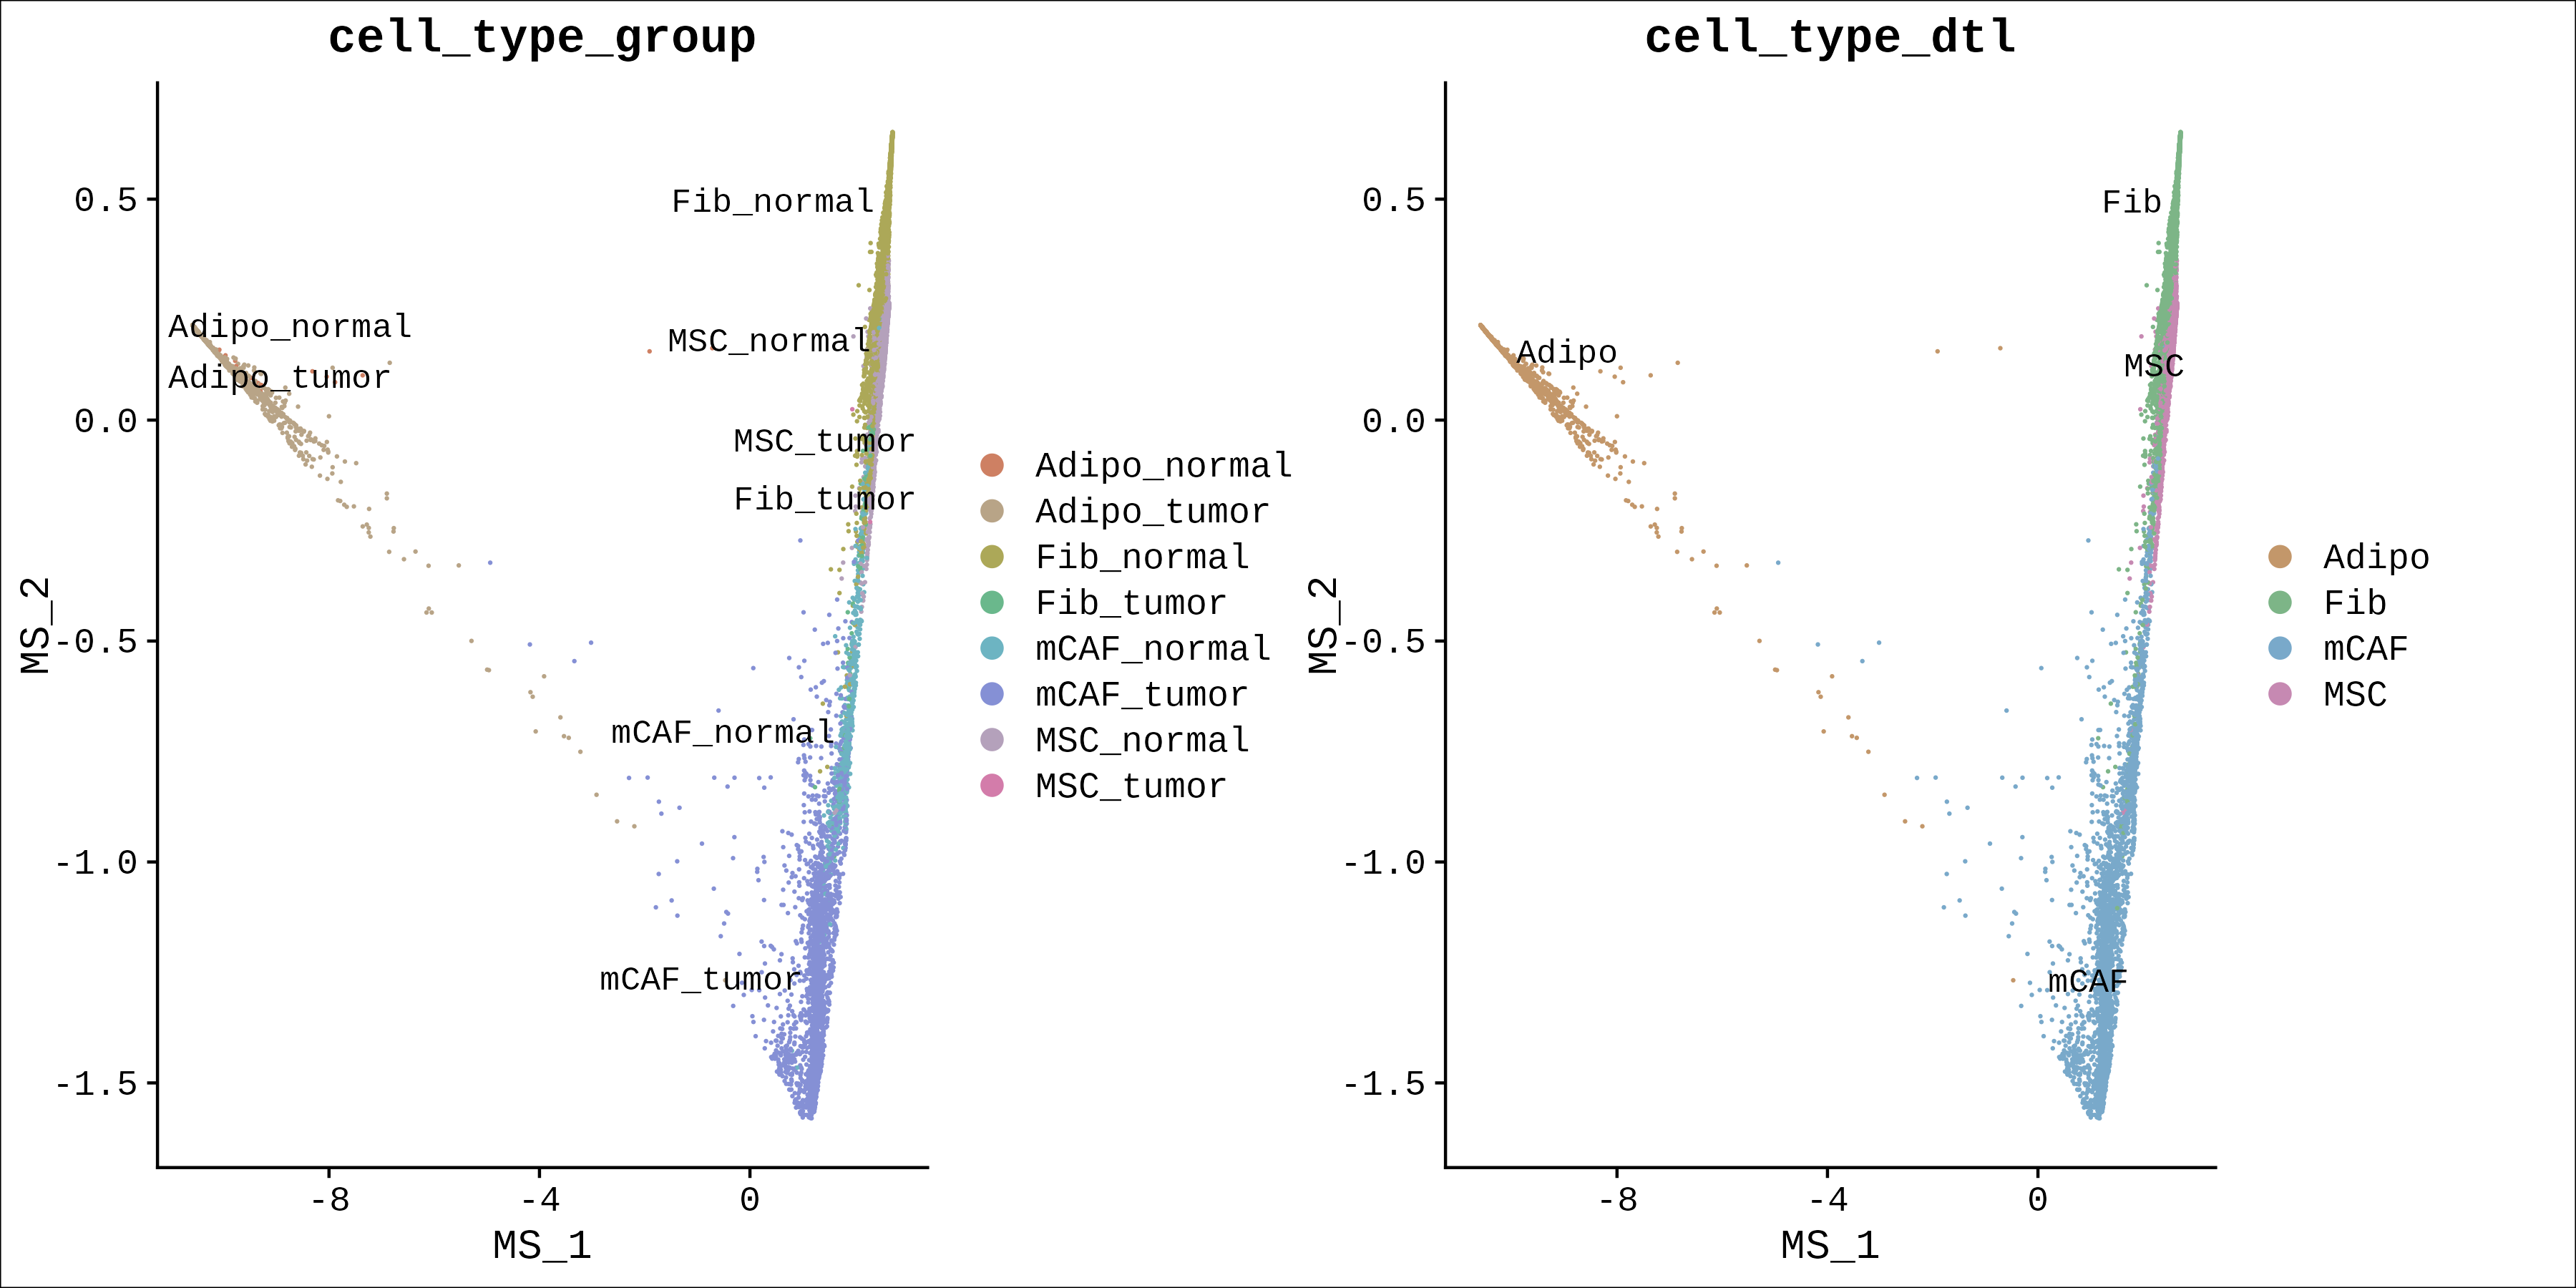 cell_type_group
MS_2
0.5
0.0
-0.5
-1.0
-1.5
Fib_normal
Adipo_normal
MSC_normal
Adipo_tumor
MSC_tumor
Fib_tumor
mCAF_normal
mCAF_tumor
-8 -4 0
MS_1
Adipo_normal
Adipo_tumor
Fib_normal
Fib_tumor
mCAF_normal
mCAF_tumor
MSC_normal
MSC_tumor
cell_type_dtl
MS_2
0.5
0.0
-0.5
-1.0
-1.5
Fib
Adipo
MSC
mCAF
-8 -4 0
MS_1
Adipo
Fib
mCAF
MSC